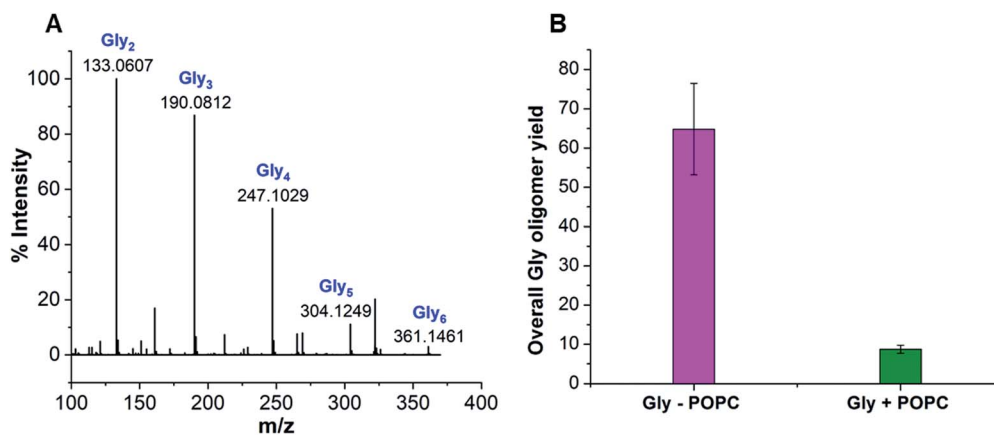 A
Gly2
133.0607
Gly3
190.0812
Gly4
247.1029
Gly5
304.1249
Gly6
361.1461
100
80
60
40
20
0
% Intensity
100 150 200 250 300 350 400
m/z
B
80
70
60
50
40
30
20
10
0
Overall Gly oligomer yield
Gly - POPC Gly + POPC